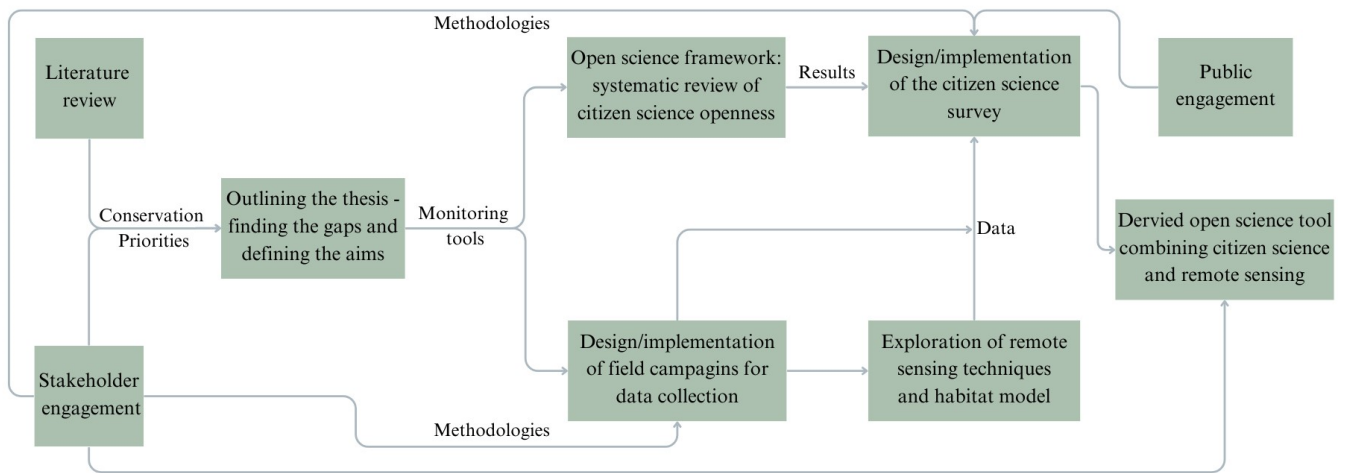 Methodologies
Literature
review
Open science framework:
systematic review of
citizen science openness
Results
Design/implementation
of the citizen science
survey
Public
engagement
Conservation
Priorities
Outlining the thesis -
finding the gaps and
defining the aims
Monitoring
tools
Data
Dervied open science tool
combining citizen science
and remote sensing
Stakeholder
engagement
Methodologies
Design/implementation
of field campagins for
data collection
Exploration of remote
sensing techniques
and habitat model